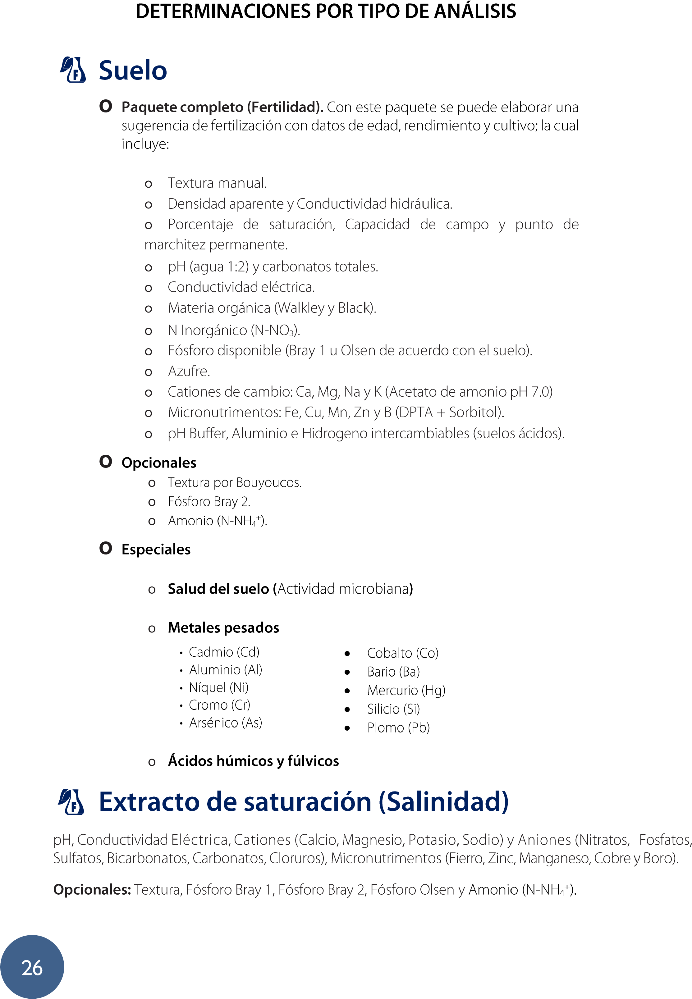 DETERMINACIONES POR TIPO DE ANÁLISIS
F Suelo
o Paquete completo (Fertilidad). Con este paquete se puede elaborar una
sugerencia de fertilización con datos de edad, rendimiento y cultivo; la cual
incluye:
o Textura manual.
o Densidad aparente y Conductividad hidráulica.
o Porcentaje de saturación, Capacidad de campo y punto de
marchitez permanente.
o pH (agua 1:2) y carbonatos totales.
o Conductividad eléctrica.
o Materia orgánica (Walkley y Black).
o N Inorgánico (N-NO₃).
o Fósforo disponible (Bray 1 u Olsen de acuerdo con el suelo).
o Azufre.
o Cationes de cambio: Ca, Mg, Na y K (Acetato de amonio pH 7.0)
o Micronutrimentos: Fe, Cu, Mn, Zn y B (DPTA + Sorbitol).
o pH Buffer, Aluminio e Hidrogeno intercambiables (suelos ácidos).
o Opcionales
o Textura por Bouyoucos.
o Fósforo Bray 2.
o Amonio (N-NH₄⁺).
o Especiales
o Salud del suelo (Actividad microbiana)
o Metales pesados
• Cadmio (Cd)
• Aluminio (Al)
• Níquel (Ni)
• Cromo (Cr)
• Arsénico (As)
• Cobalto (Co)
• Bario (Ba)
• Mercurio (Hg)
• Silicio (Si)
• Plomo (Pb)
o Ácidos húmicos y fúlvicos
F Extracto de saturación (Salinidad)
pH, Conductividad Eléctrica, Cationes (Calcio, Magnesio, Potasio, Sodio) y Aniones (Nitratos, Fosfatos,
Sulfatos, Bicarbonatos, Carbonatos, Cloruros), Micronutrimentos (Fierro, Zinc, Manganeso, Cobre y Boro).
Opcionales: Textura, Fósforo Bray 1, Fósforo Bray 2, Fósforo Olsen y Amonio (N-NH₄⁺).
26